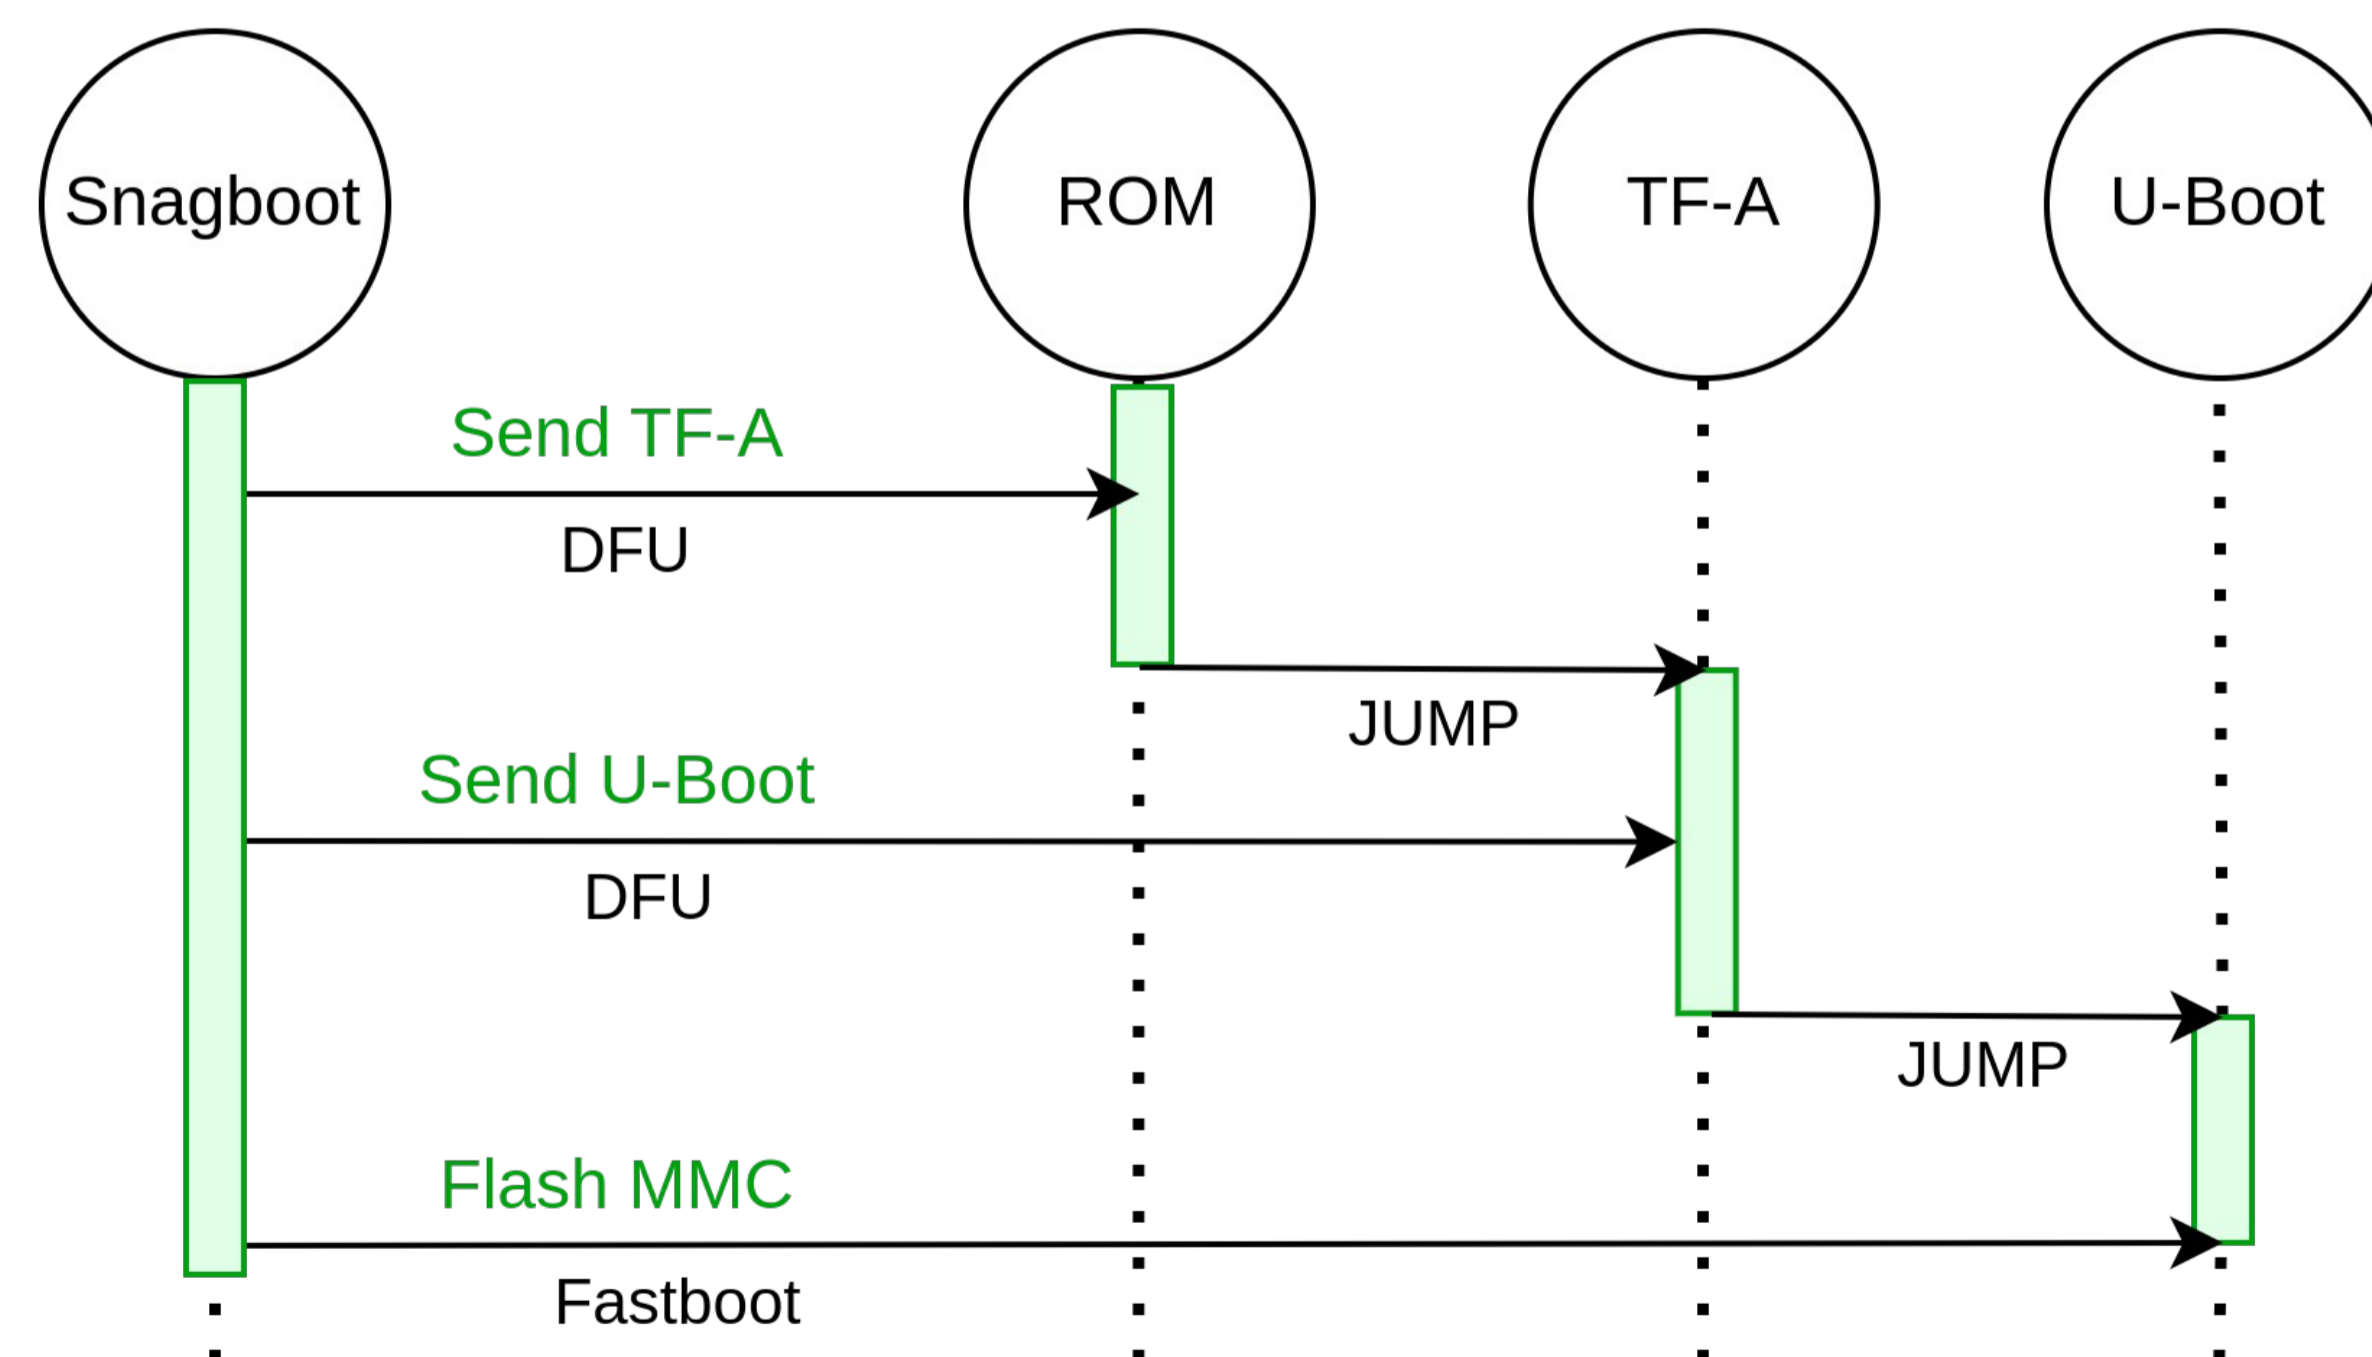 Snagboot
ROM
TF-A
U-Boot
Send TF-A
DFU
JUMP
Send U-Boot
DFU
JUMP
Flash MMC
Fastboot